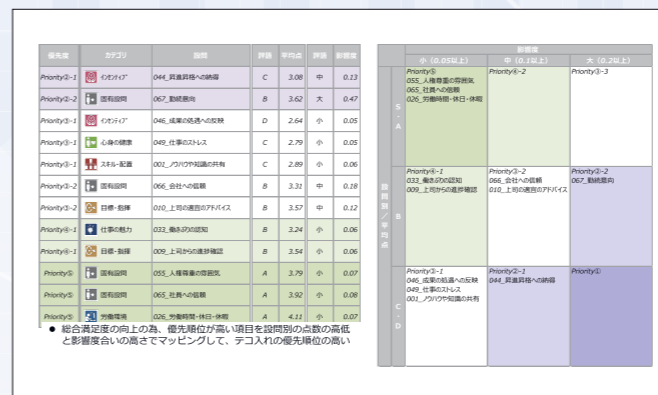 優先度 カテゴリ 設問 評語 平均点 評語 影響度
Priority②-1 インセンティブ 044_昇進昇格への納得 C 3.08 中 0.13
Priority②-2 固有設問 067_勤続意向 B 3.62 大 0.47
Priority③-1 インセンティブ 046_成果の処遇への反映 D 2.64 小 0.05
Priority③-1 心身の健康 049_仕事のストレス C 2.79 小 0.05
Priority③-1 スキル・配置 001_ノウハウや知識の共有 C 2.89 小 0.06
Priority③-2 固有設問 066_会社への信頼 B 3.31 中 0.18
Priority③-2 目標・指揮 010_上司の適宜のアドバイス B 3.57 中 0.12
Priority④-1 仕事の魅力 033_働きぶりの認知 B 3.24 小 0.06
Priority④-1 目標・指揮 009_上司からの進捗確認 B 3.54 小 0.06
Priority⑤ 固有設問 055_人権尊重の雰囲気 A 3.79 小 0.07
Priority⑤ 固有設問 065_社員への信頼 A 3.92 小 0.08
Priority⑤ 労働環境 026_労働時間・休日・休暇 A 4.11 小 0.07
● 総合満足度の向上の為、優先順位が高い項目を設問別の点数の高低
と影響度合いの高さでマッピングして、テコ入れの優先順位の高い
影響度
小（0.05以上） 中（0.1以上） 大（0.2以上）
設問別／平均点
S・A
Priority⑤
055_人権尊重の雰囲気
065_社員への信頼
026_労働時間・休日・休暇
Priority④-2
Priority③-3
B
Priority④-1
033_働きぶりの認知
009_上司からの進捗確認
Priority③-2
066_会社への信頼
010_上司の適宜のアドバイス
Priority②-2
067_勤続意向
C・D
Priority③-1
046_成果の処遇への反映
049_仕事のストレス
001_ノウハウや知識の共有
Priority②-1
044_昇進昇格への納得
Priority①